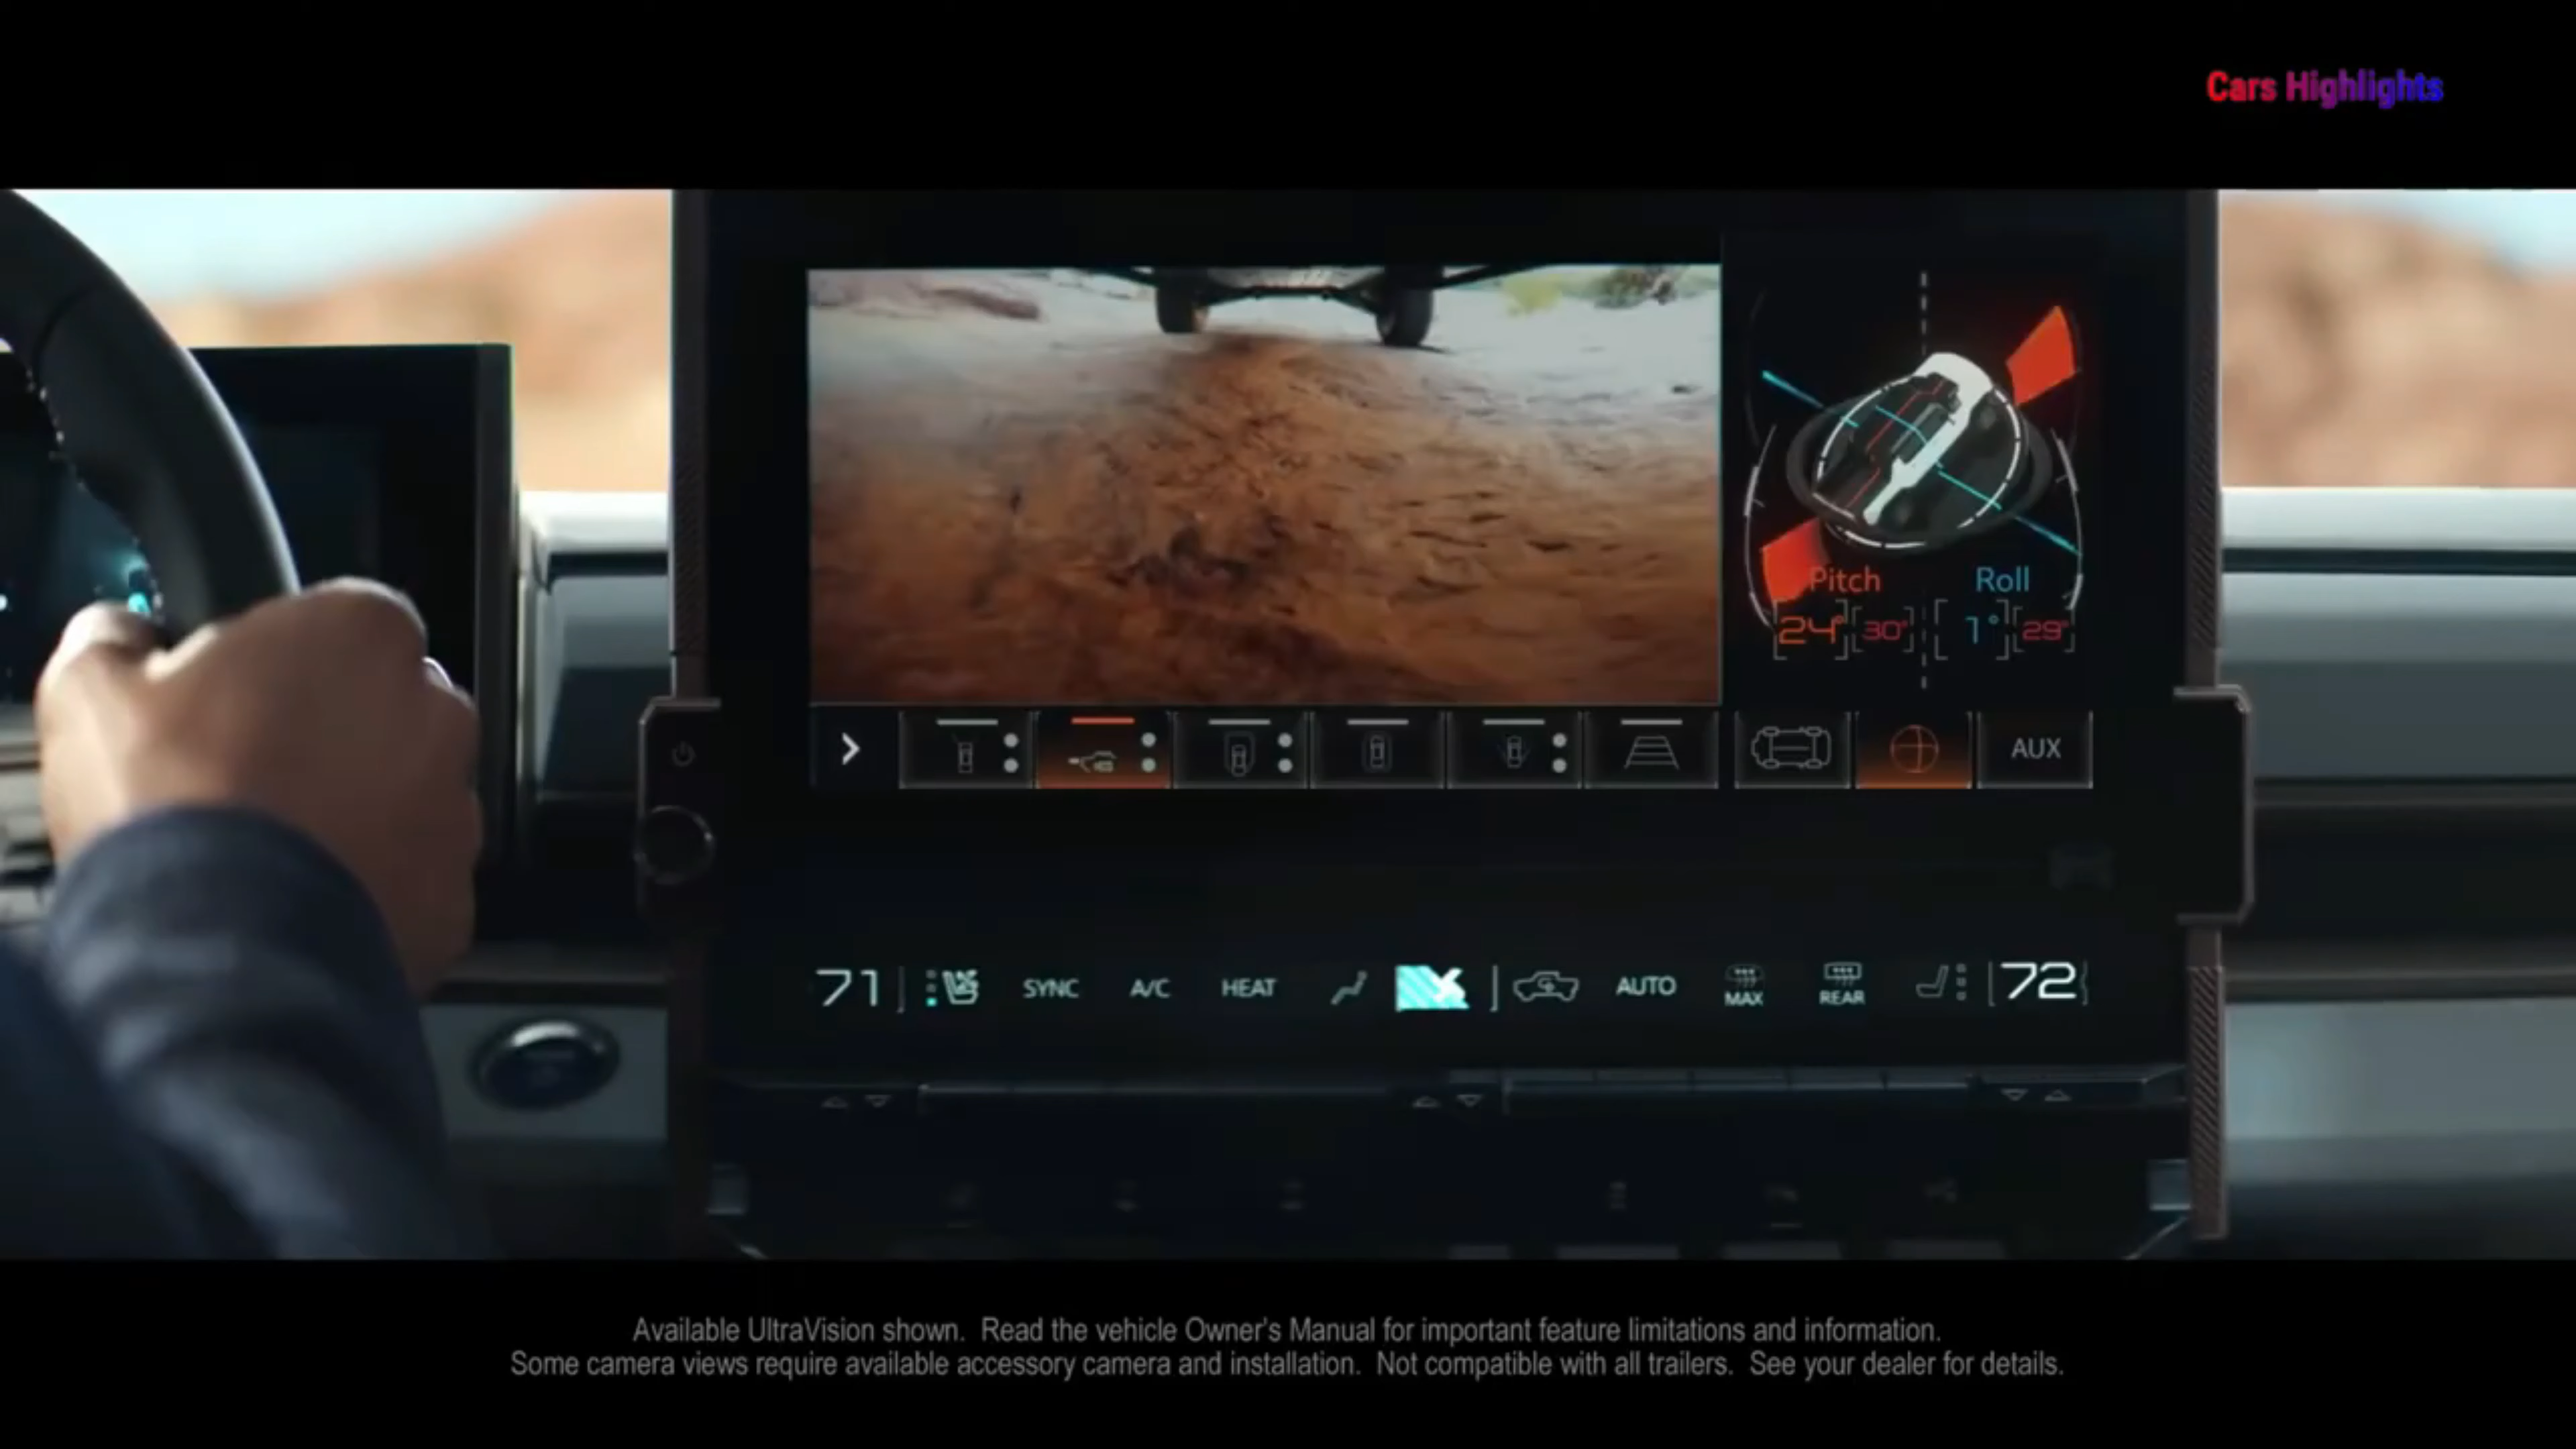 Cars Highlights
Pitch Roll
24° 30° 1° 29°
AUX
71 SYNC A/C HEAT AUTO MAX REAR 72
Available UltraVision shown. Read the vehicle Owner's Manual for important feature limitations and information.
Some camera views require available accessory camera and installation. Not compatible with all trailers. See your dealer for details.